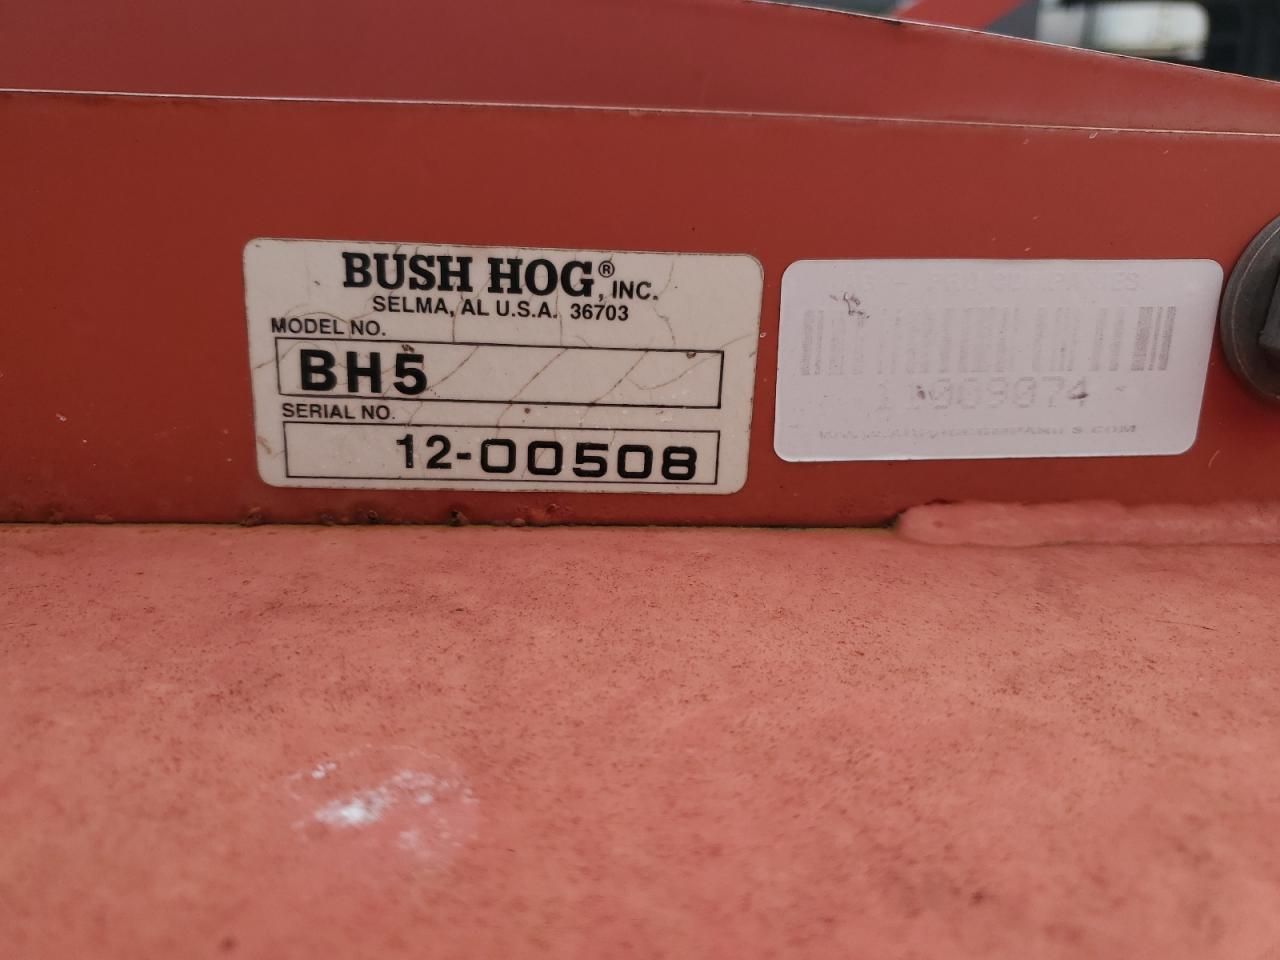 BUSH HOG®, INC.
SELMA, AL U.S.A. 36703
MODEL NO.
BH5
SERIAL NO.
12-00508